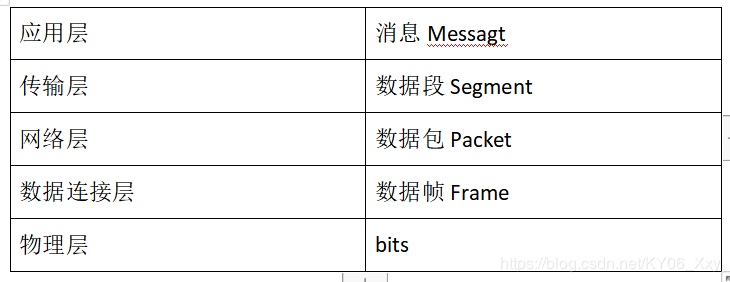 应用层 消息 Messagt
传输层 数据段 Segment
网络层 数据包 Packet
数据连接层 数据帧 Frame
物理层 bits
https://blog.csdn.net/KY06_Xxy